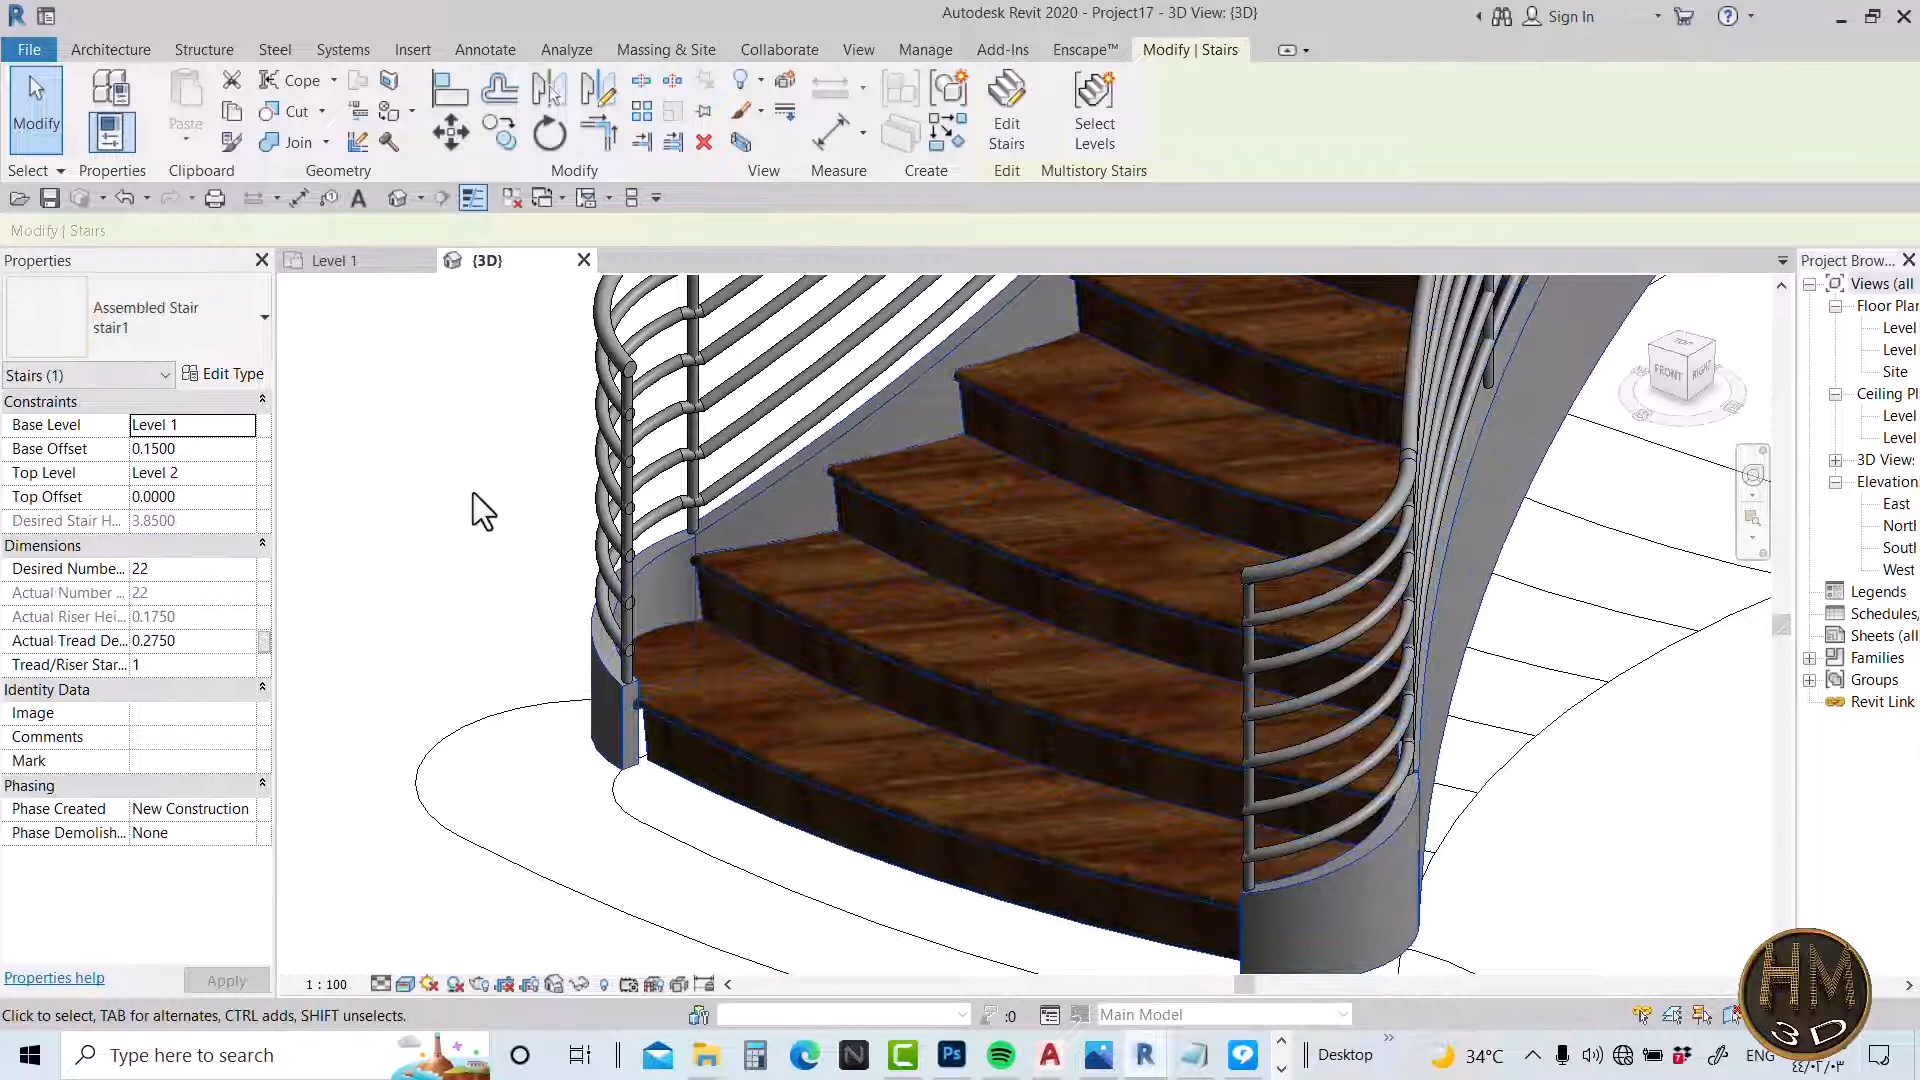 Autodesk Revit 2020 - Project17 - 3D View: {3D}
Sign In
File Architecture Structure Steel Systems Insert Annotate Analyze Massing & Site Collaborate View Manage Add-Ins Enscape™ Modify | Stairs
Modify
Paste
Cope
Cut
Join
Edit Stairs
Select Levels
Select Properties Clipboard Geometry Modify View Measure Create Edit Multistory Stairs
Modify | Stairs
Properties
Level 1
{3D}
Project Brow...
Assembled Stair
stair1
Stairs (1)
Edit Type
Constraints
Base Level Level 1
Base Offset 0.1500
Top Level Level 2
Top Offset 0.0000
Desired Stair H... 3.8500
Dimensions
Desired Numbe... 22
Actual Number ... 22
Actual Riser Hei... 0.1750
Actual Tread De... 0.2750
Tread/Riser Star... 1
Identity Data
Image
Comments
Mark
Phasing
Phase Created New Construction
Phase Demolish... None
Properties help
Apply
TOP
FRONT
RIGHT
Views (all
Floor Plan
Level
Level
Site
Ceiling Pl
Level
Level
3D Views
Elevation
East
North
South
West
Legends
Schedules,
Sheets (all
Families
Groups
Revit Link
1 : 100
Click to select, TAB for alternates, CTRL adds, SHIFT unselects.
:0
Main Model
Type here to search
Desktop
34°C
ENG
HM
3D